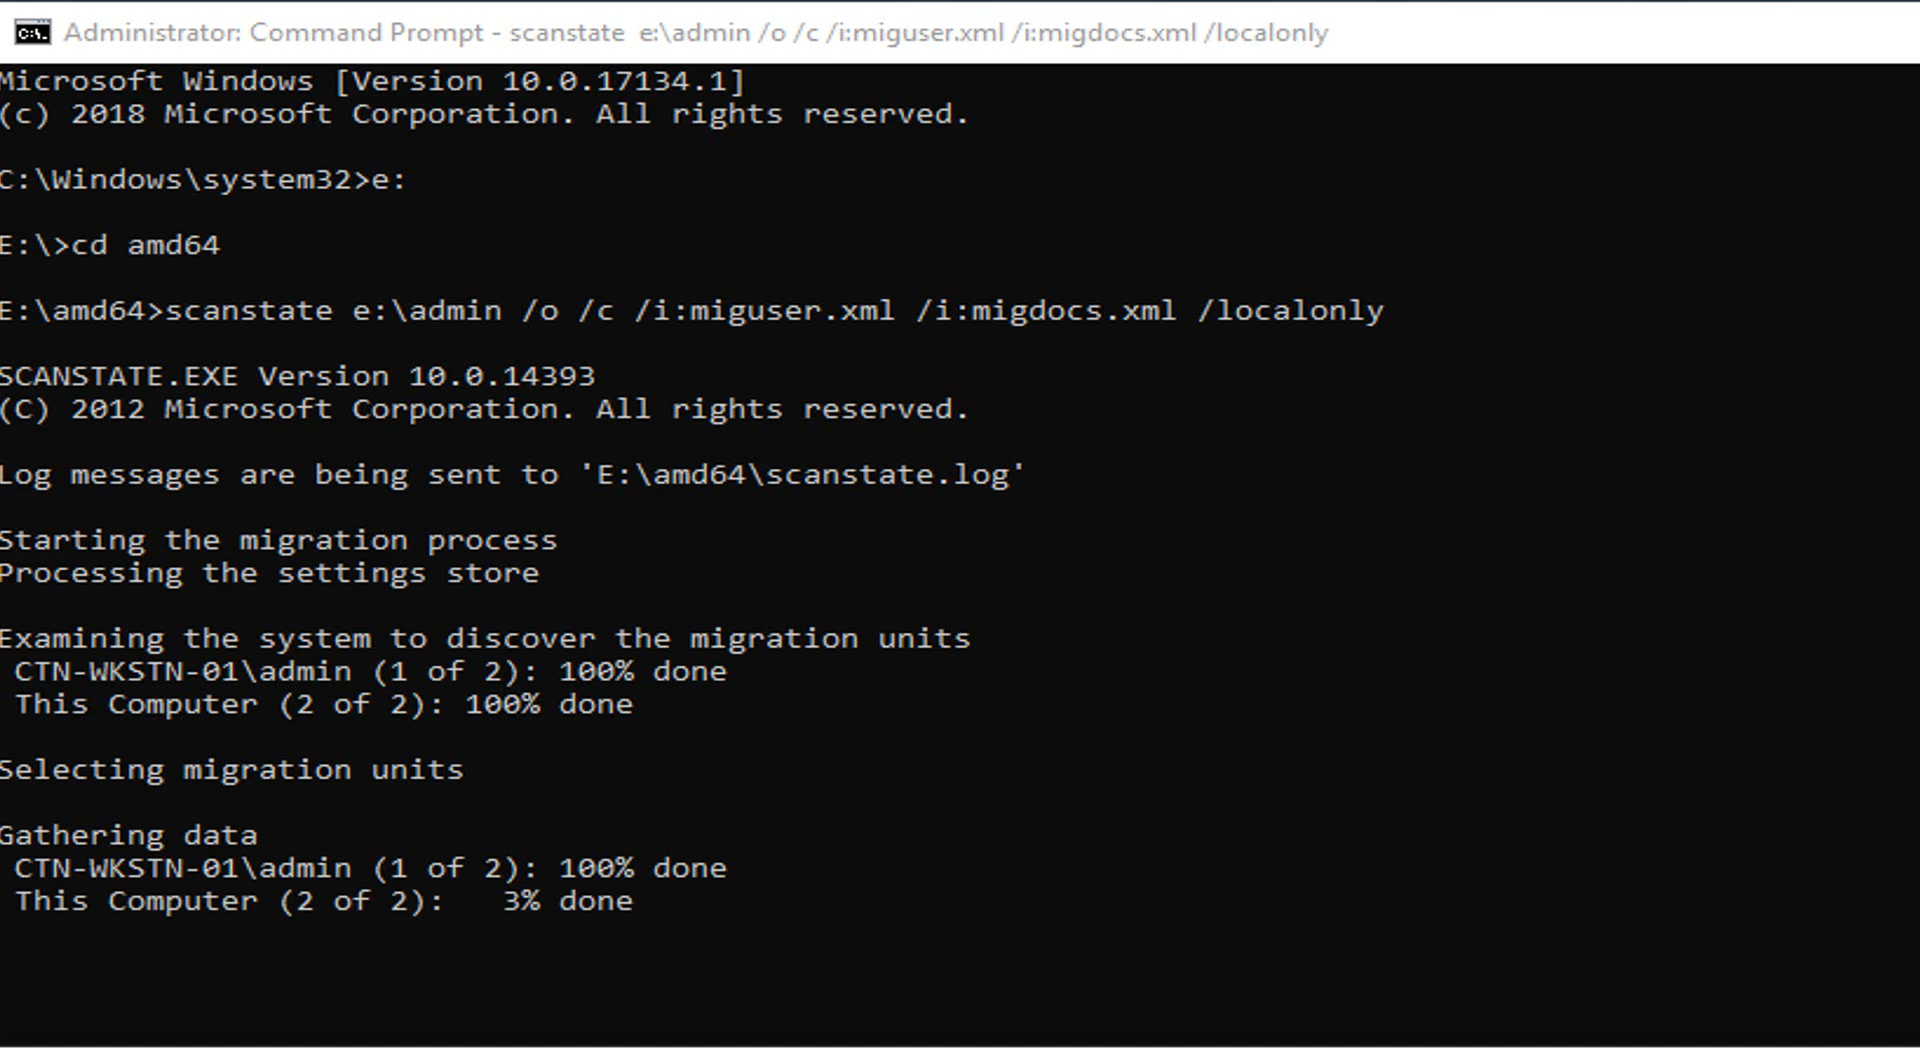 Administrator: Command Prompt - scanstate  e:\admin /o /c /i:miguser.xml /i:migdocs.xml /localonly
Microsoft Windows [Version 10.0.17134.1]
(c) 2018 Microsoft Corporation. All rights reserved.
C:\Windows\system32>e:
E:\>cd amd64
E:\amd64>scanstate e:\admin /o /c /i:miguser.xml /i:migdocs.xml /localonly
SCANSTATE.EXE Version 10.0.14393
(C) 2012 Microsoft Corporation. All rights reserved.
Log messages are being sent to 'E:\amd64\scanstate.log'
Starting the migration process
Processing the settings store
Examining the system to discover the migration units
CTN-WKSTN-01\admin (1 of 2): 100% done
This Computer (2 of 2): 100% done
Selecting migration units
Gathering data
CTN-WKSTN-01\admin (1 of 2): 100% done
This Computer (2 of 2):   3% done